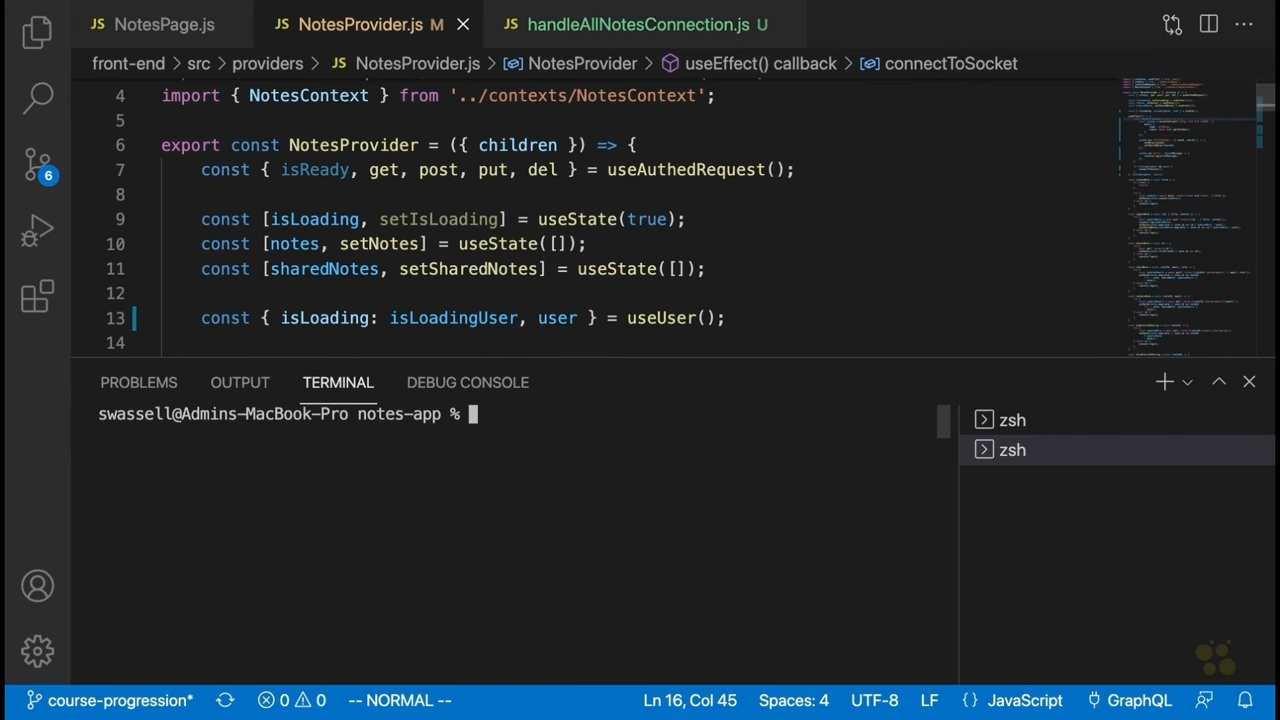 JS NotesPage.js
JS NotesProvider.js M
JS handleAllNotesConnection.js U
front-end > src > providers > JS NotesProvider.js > NotesProvider > useEffect() callback > connectToSocket
4 import { NotesContext } from
6 export const NotesProvider = ({ children }) => {
5
7 const { isReady, get, post, put, del } = useAuthedRequest();
8
9 const [isLoading, setIsLoading] = useState(true);
10 const [notes, setNotes] = useState([]);
11 const [sharedNotes, setSharedNotes] = useState([]);
12
13 const { isLoading: isLoadingUser, user } = useUser();
14
PROBLEMS OUTPUT TERMINAL DEBUG CONSOLE
swassell@Admins-MacBook-Pro notes-app %
zsh
zsh
6
course-progression* 0 0 -- NORMAL -- Ln 16, Col 45 Spaces: 4 UTF-8 LF {} JavaScript GraphQL